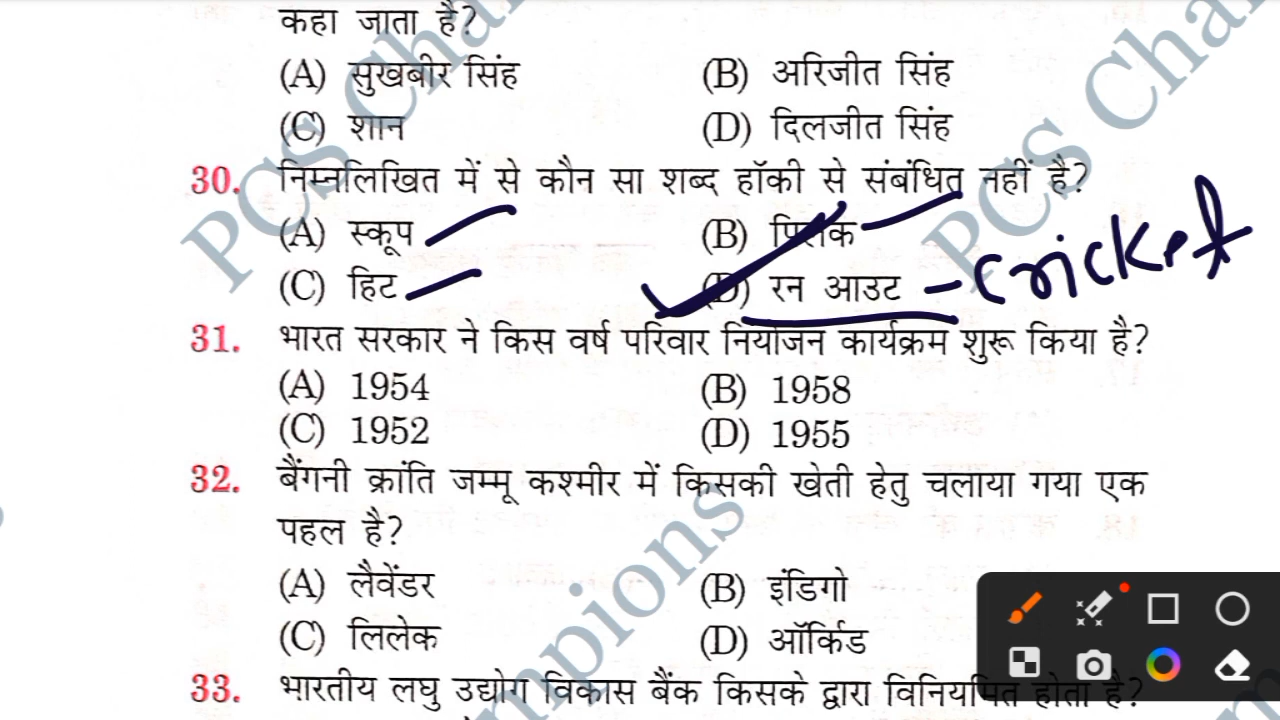 कहा जाता है?
(A) सुखबीर सिंह (B) अरिजीत सिंह
(C) शान (D) दिलजीत सिंह
30. निम्नलिखित में से कौन सा शब्द हॉकी से संबंधित नहीं है?
(A) स्कूप (B) फ्लिक
(C) हिट (D) रन आउट – Cricket
31. भारत सरकार ने किस वर्ष परिवार नियोजन कार्यक्रम शुरू किया है?
(A) 1954 (B) 1958
(C) 1952 (D) 1955
32. बैंगनी क्रांति जम्मू कश्मीर में किसकी खेती हेतु चलाया गया एक
पहल है?
(A) लैवेंडर (B) इंडिगो
(C) लिलेक (D) ऑर्किड
33. भारतीय लघु उद्योग विकास बैंक किसके द्वारा विनियमित होता है?